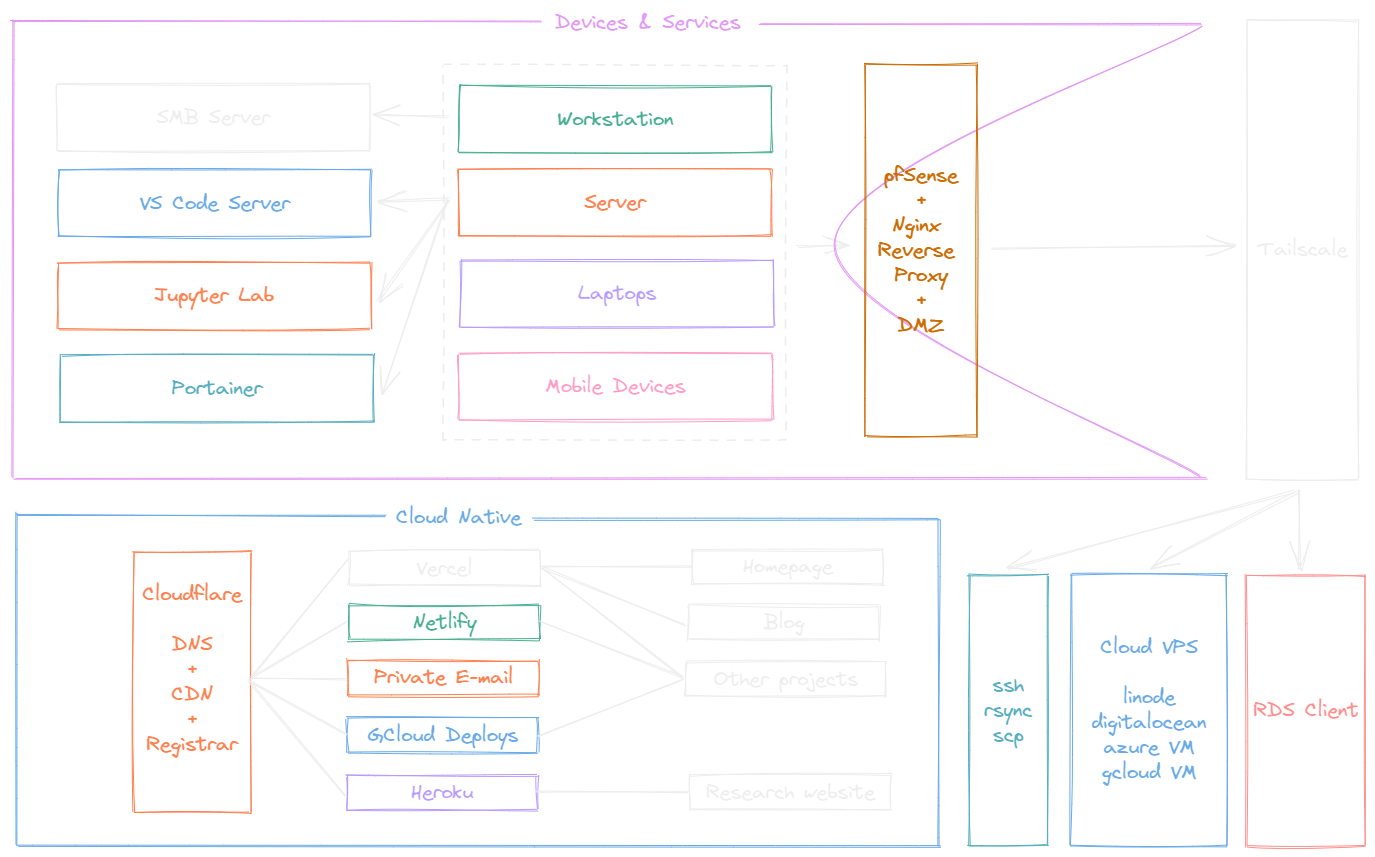 Devices & Services
SMB Server
VS Code Server
Jupyter Lab
Portainer
Workstation
Server
Laptops
Mobile Devices
pfSense
+
Nginx
Reverse
Proxy
+
DMZ
Tailscale
Cloud Native
Cloudflare
DNS
+
CDN
+
Registrar
Vercel
Netlify
Private E-mail
GCloud Deploys
Heroku
Homepage
Blog
Other projects
Research website
ssh
rsync
scp
Cloud VPS
linode
digitalocean
azure VM
gcloud VM
RDS Client